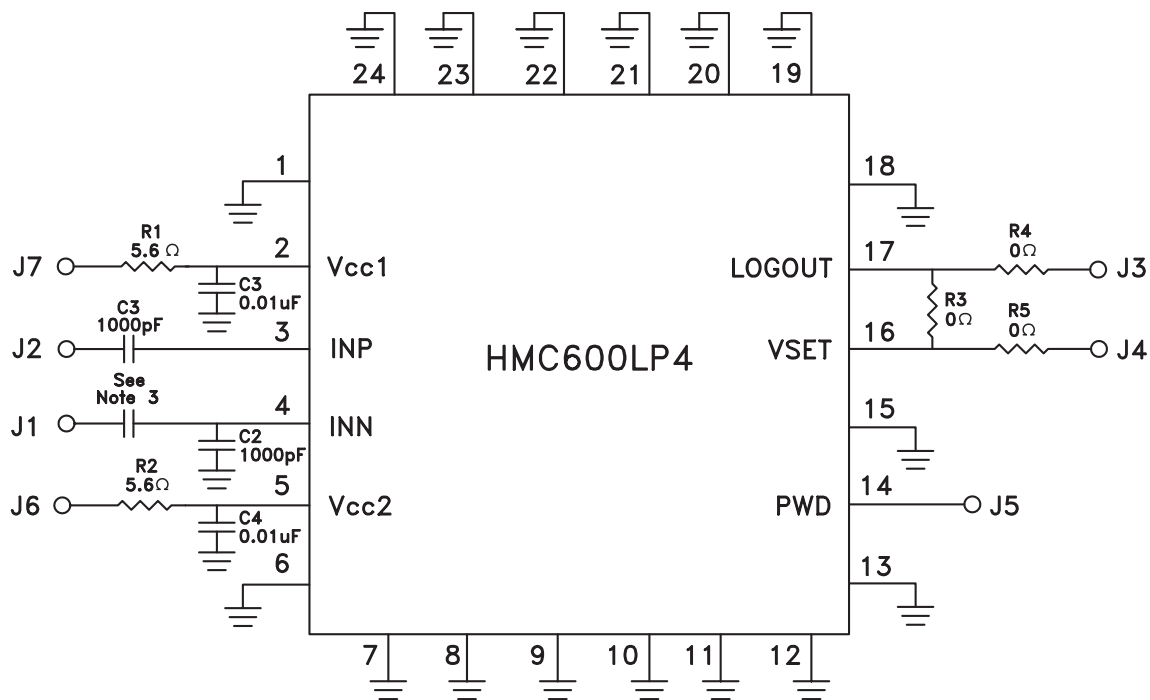 24 23 22 21 20 19
1
18
R1
5.6 Ω
J7
2
Vcc1
C3
0.01uF
LOGOUT
17
R4
0Ω
J3
C3
1000pF
J2
3
INP
HMC600LP4
R3
0Ω
VSET
16
R5
0Ω
J4
See
Note 3
J1
4
INN
C2
1000pF
15
R2
5.6Ω
J6
5
Vcc2
C4
0.01uF
PWD
14
J5
6
13
7 8 9 10 11 12